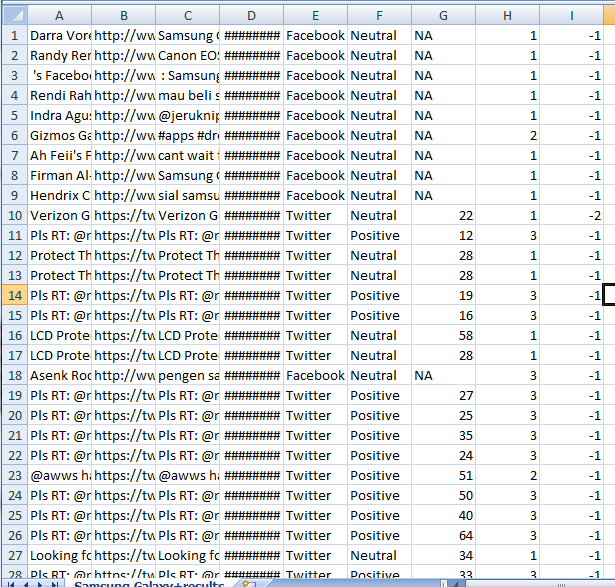 A B C D E F G H I
1 Darra Vore http://ww Samsung G ######## Facebook Neutral NA 1 -1
2 Randy Rer http://ww Canon EOS ######## Facebook Neutral NA 1 -1
3 's Facebo http://ww : Samsung ######## Facebook Neutral NA 1 -1
4 Rendi Rah http://ww mau beli s ######## Facebook Neutral NA 1 -1
5 Indra Agus http://ww @jeruknip ######## Facebook Neutral NA 1 -1
6 Gizmos Ga http://ww #apps #dro ######## Facebook Neutral NA 2 -1
7 Ah Feii's F http://ww cant wait f ######## Facebook Neutral NA 1 -1
8 Firman Al- http://ww Samsung G ######## Facebook Neutral NA 1 -1
9 Hendrix C http://ww sial samsu ######## Facebook Neutral NA 1 -1
10 Verizon G https://tw Verizon G ######## Twitter Neutral 22 1 -2
11 Pls RT: @r https://tw Pls RT: @r ######## Twitter Positive 12 3 -1
12 Protect Th https://tw Protect Th ######## Twitter Neutral 28 1 -1
13 Protect Th https://tw Protect Th ######## Twitter Neutral 28 1 -1
14 Pls RT: @r https://tw Pls RT: @r ######## Twitter Positive 19 3 -1
15 Pls RT: @r https://tw Pls RT: @r ######## Twitter Positive 16 3 -1
16 LCD Prote https://tw LCD Prote ######## Twitter Neutral 58 1 -1
17 LCD Prote https://tw LCD Prote ######## Twitter Neutral 28 1 -1
18 Asenk Roc http://ww pengen sa ######## Facebook Neutral NA 3 -1
19 Pls RT: @r https://tw Pls RT: @r ######## Twitter Positive 27 3 -1
20 Pls RT: @r https://tw Pls RT: @r ######## Twitter Positive 25 3 -1
21 Pls RT: @r https://tw Pls RT: @r ######## Twitter Positive 35 3 -1
22 Pls RT: @r https://tw Pls RT: @r ######## Twitter Positive 24 3 -1
23 @awws ha https://tw @awws ha ######## Twitter Positive 51 2 -1
24 Pls RT: @r https://tw Pls RT: @r ######## Twitter Positive 50 3 -1
25 Pls RT: @r https://tw Pls RT: @r ######## Twitter Positive 40 3 -1
26 Pls RT: @r https://tw Pls RT: @r ######## Twitter Positive 64 3 -1
27 Looking fo https://tw Looking fo ######## Twitter Neutral 34 1 -1
28 Pls RT: @r https://tw Pls RT: @r ######## Twitter Positive 33 3 -1
Samsung Galaxy+results